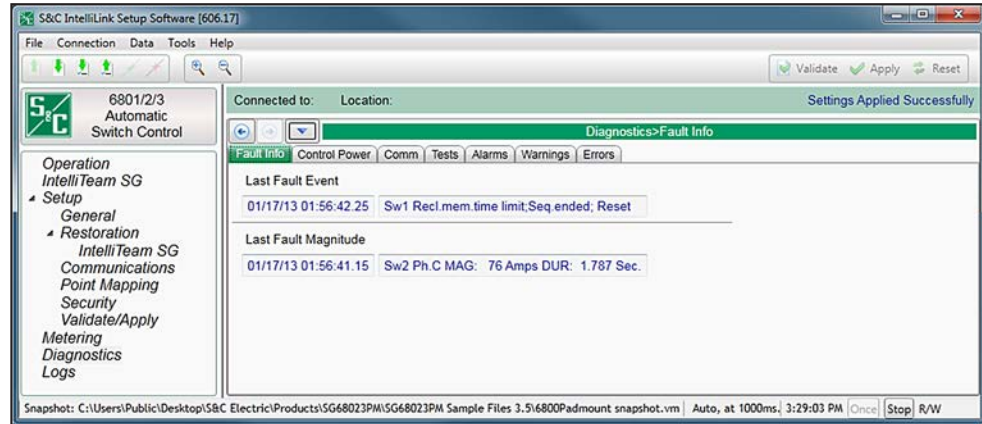 S&C IntelliLink Setup Software [606.17]
File Connection Data Tools Help
Validate Apply Reset
S&C
6801/2/3
Automatic
Switch Control
Connected to: Location: Settings Applied Successfully
Diagnostics>Fault Info
Fault Info Control Power Comm Tests Alarms Warnings Errors
Operation
IntelliTeam SG
Setup
General
Restoration
IntelliTeam SG
Communications
Point Mapping
Security
Validate/Apply
Metering
Diagnostics
Logs
Last Fault Event
01/17/13 01:56:42.25 Sw1 Recl.mem.time limit;Seq.ended; Reset
Last Fault Magnitude
01/17/13 01:56:41.15 Sw2 Ph.C MAG: 76 Amps DUR: 1.787 Sec.
Snapshot: C:\Users\Public\Desktop\S&C Electric\Products\SG68023PM\SG68023PM Sample Files 3.5\6800Padmount snapshot.vm Auto, at 1000ms. 3:29:03 PM Once Stop R/W